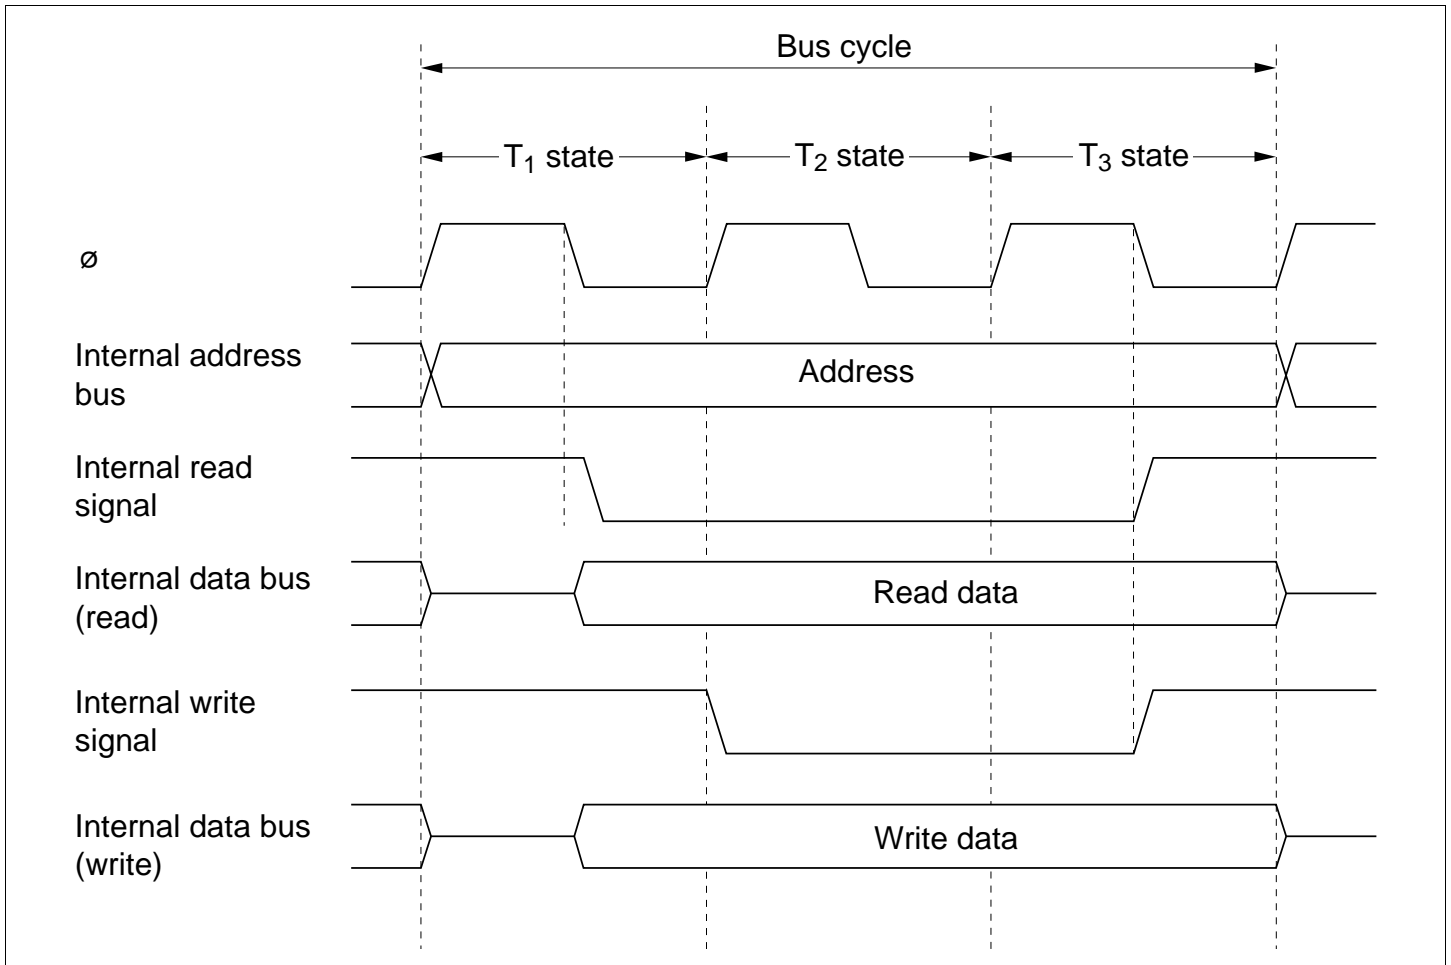 Bus cycle
T₁ state
T₂ state
T₃ state
ø
Internal address
bus
Address
Internal read
signal
Internal data bus
(read)
Read data
Internal write
signal
Internal data bus
(write)
Write data